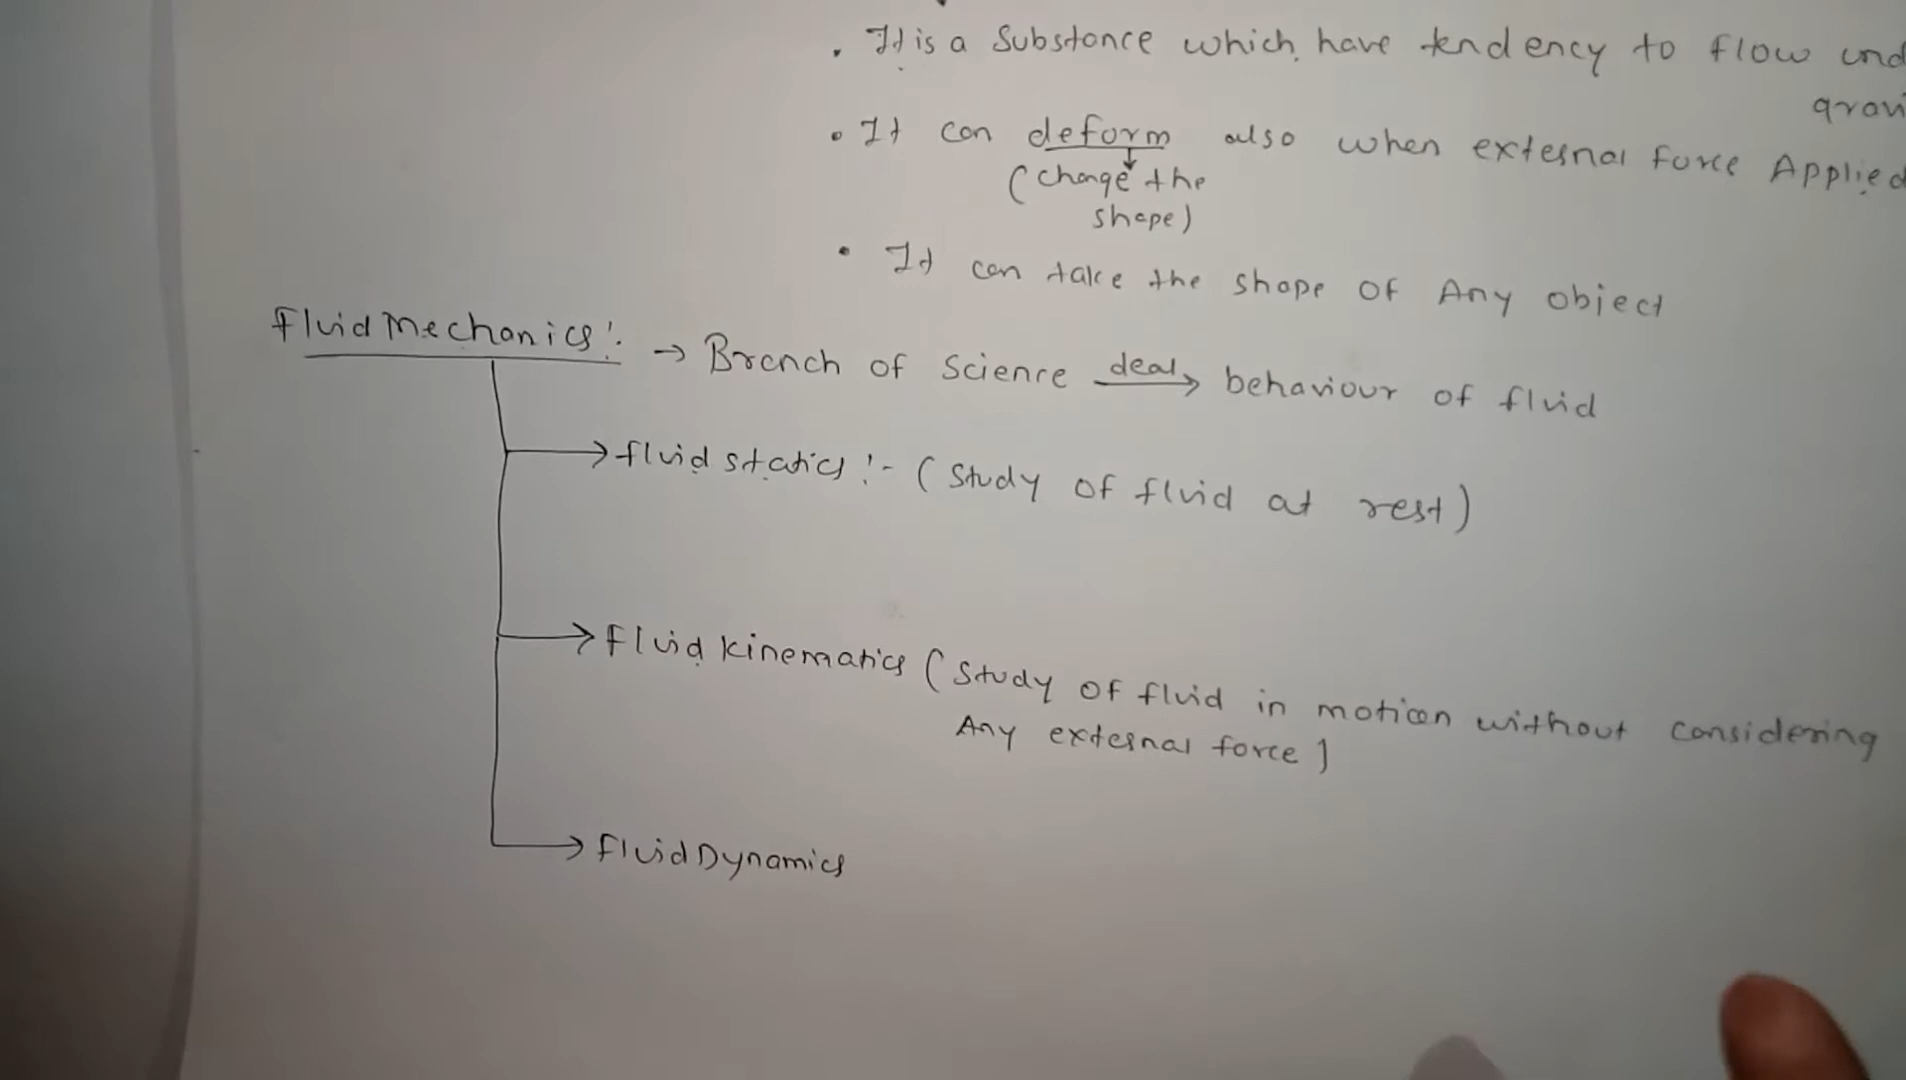 . It is a Substance which have tendency to flow und
gravi
• It can deform also when external force Applied
(change the
shape)
• It can take the shape of Any object
fluid Mechanics :- → Branch of Science deal → behaviour of fluid
→ fluid statics :- (Study of fluid at rest)
→ fluid kinematics (Study of fluid in motion without considering
Any external force)
→ fluid Dynamics